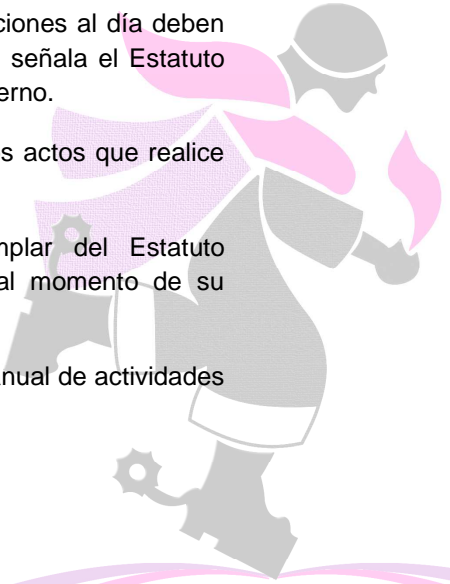 ciones al día deben
señala el Estatuto
erno.
s actos que realice
mplar del Estatuto
al momento de su
anual de actividades